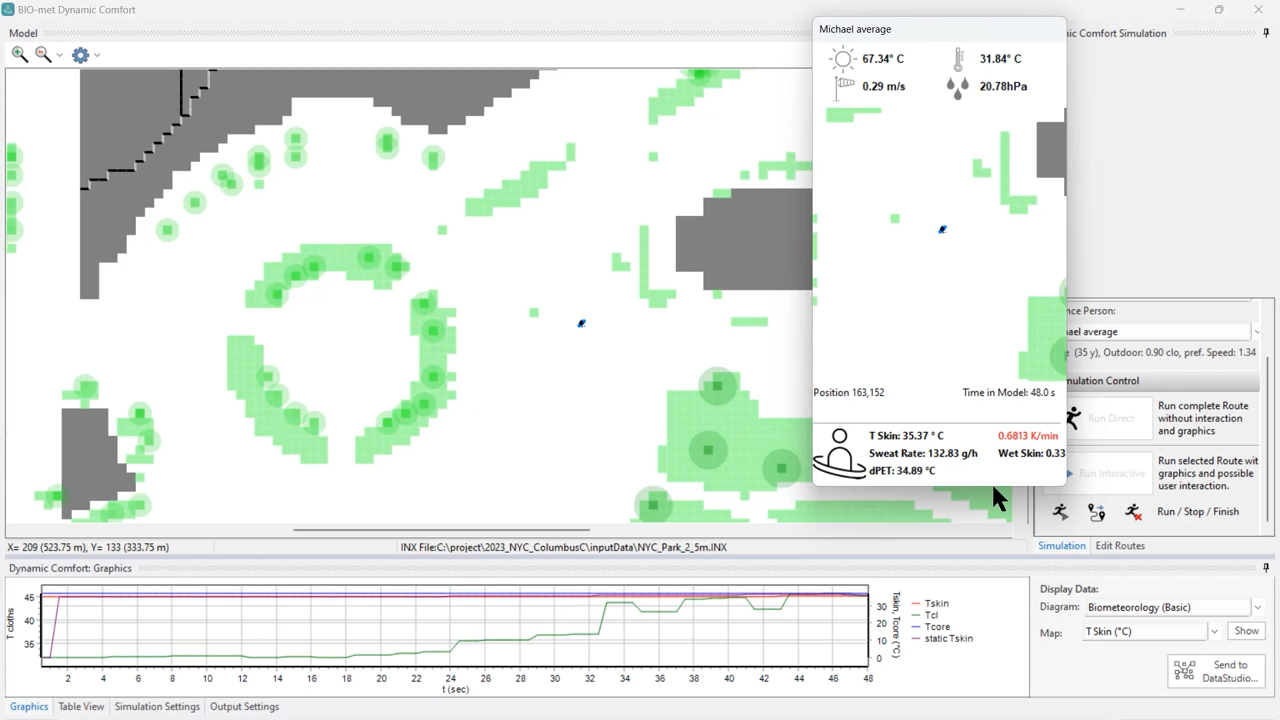 BIO-met Dynamic Comfort
Model
ic Comfort Simulation
Michael average
67.34° C
31.84° C
0.29 m/s
20.78hPa
Position 163,152
Time in Model: 48.0 s
T Skin: 35.37 ° C
0.6813 K/min
Sweat Rate: 132.83 g/h
Wet Skin: 0.33
dPET: 34.89 °C
nce Person:
ael average
e (35 y), Outdoor: 0.90 clo, pref. Speed: 1.34
mulation Control
Run Direct
Run complete Route
without interaction
and graphics
Run Interactive
Run selected Route wit
graphics and possible
user interaction.
Run / Stop / Finish
Simulation
Edit Routes
X= 209 (523.75 m), Y= 133 (333.75 m)
INX File:C:\project\2023_NYC_ColumbusC\inputData\NYC_Park_2_5m.INX
Dynamic Comfort: Graphics
T cloths
45
40
35
30
20
10
0
Tskin, Tcore (°C)
2 4 6 8 10 12 14 16 18 20 22 24 26 28 30 32 34 36 38 40 42 44 46 48
t (sec)
Tskin
Tcl
Tcore
static Tskin
Display Data:
Diagram: Biometeorology (Basic)
Map: T Skin (°C)
Show
Send to
DataStudio...
Graphics
Table View
Simulation Settings
Output Settings